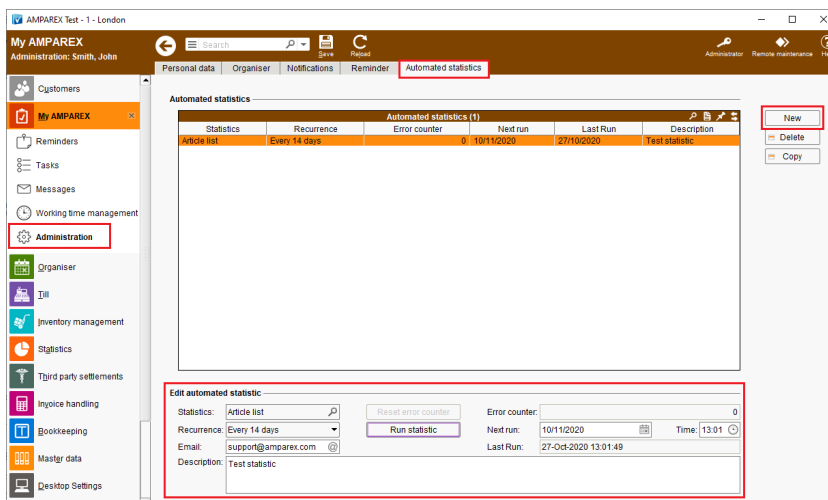 AMPAREX Test - 1 - London
My AMPAREX
Administration: Smith, John
Search
Save
Reload
Administrator
Remote maintenance
Personal data
Organiser
Notifications
Reminder
Automated statistics
Customers
My AMPAREX
Reminders
Tasks
Messages
Working time management
Administration
Organiser
Till
Inventory management
Statistics
Third party settlements
Invoice handling
Bookkeeping
Master data
Desktop Settings
Automated statistics
Automated statistics (1)
Statistics Recurrence Error counter Next run Last Run Description
Article list Every 14 days 0 10/11/2020 27/10/2020 Test statistic
New
Delete
Copy
Edit automated statistic
Statistics: Article list Reset error counter Error counter: 0
Recurrence: Every 14 days Run statistic Next run: 10/11/2020 Time: 13:01
Email: support@amparex.com @ Last Run: 27-Oct-2020 13:01:49
Description: Test statistic